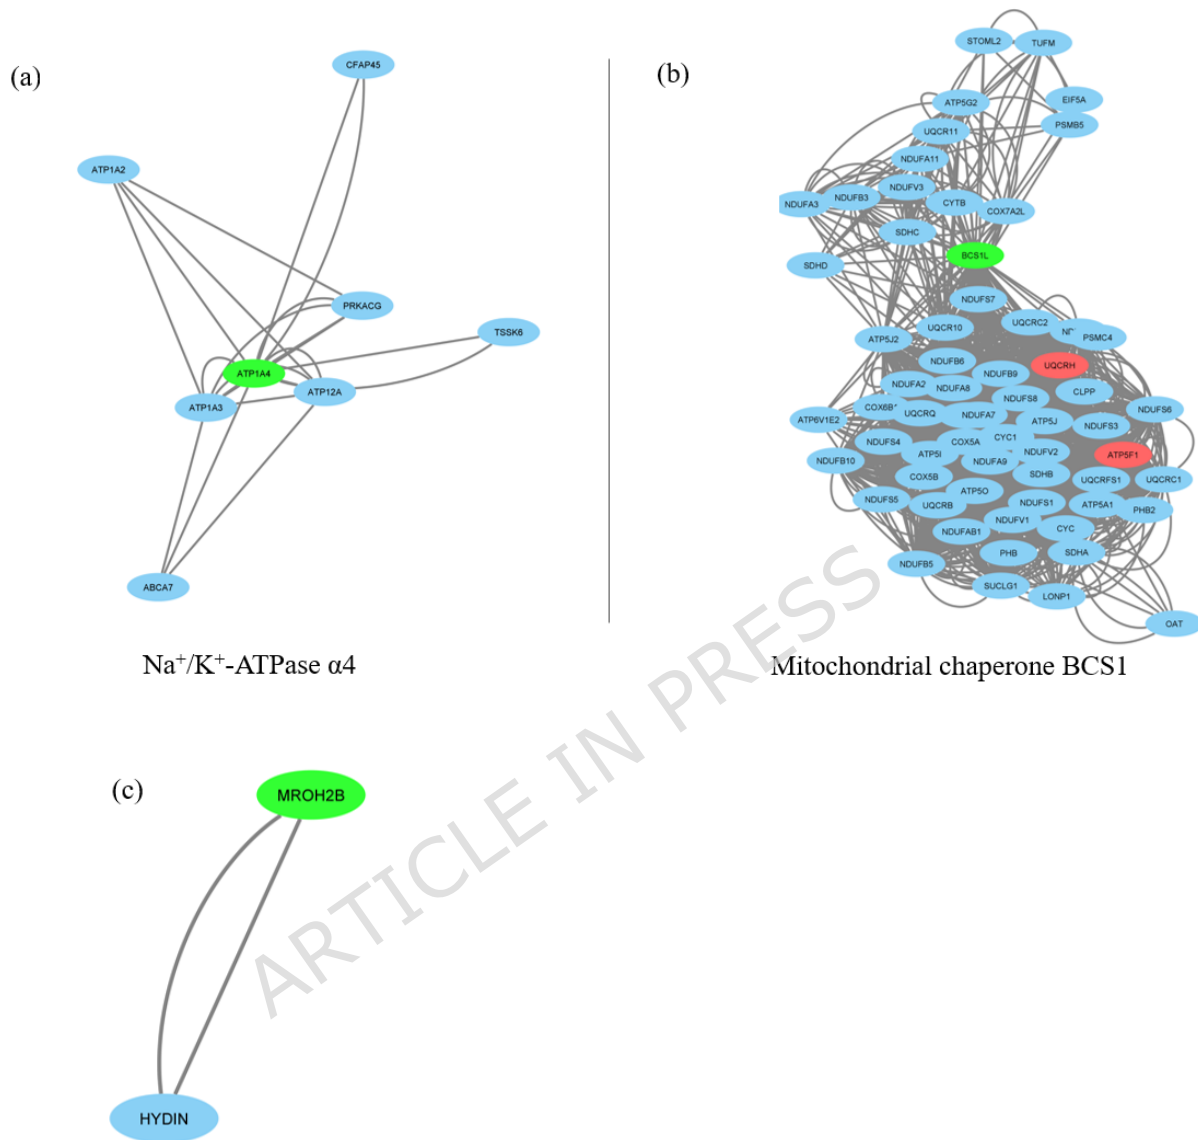 (a)
CFAP45
ATP1A2
PRKACG
TSSK6
ATP1A4
ATP12A
ATP1A3
ABCA7
Na⁺/K⁺-ATPase α4
(b)
STOML2
TUFM
ATP5G2
EIF5A
PSMB5
UQCR11
NDUFA11
NDUFV3
NDUFB3
NDUFA3
CYTB
COX7A2L
SDHC
BCS1L
SDHD
NDUFS7
UQCR10
UQCRC2
PSMC4
ATP5J2
NDUFB6
UQCRH
NDUFB9
NDUFA2
NDUFA8
CLPP
NDUFS8
COX6B
UQCRQ
NDUFA7
NDUFS6
ATP6V1E2
ATP5J
NDUFS3
CYC1
NDUFS4
COX5A
ATP5I
NDUFV2
ATP5F1
NDUFB10
NDUFA9
COX5B
SDHB
UQCRFS1
UQCRC1
ATP5O
NDUFS5
UQCRB
NDUFS1
ATP5A1
PHB2
NDUFV1
NDUFAB1
CYC
PHB
SDHA
NDUFB5
SUCLG1
LONP1
OAT
Mitochondrial chaperone BCS1
(c)
MROH2B
HYDIN
ARTICLE IN PRESS